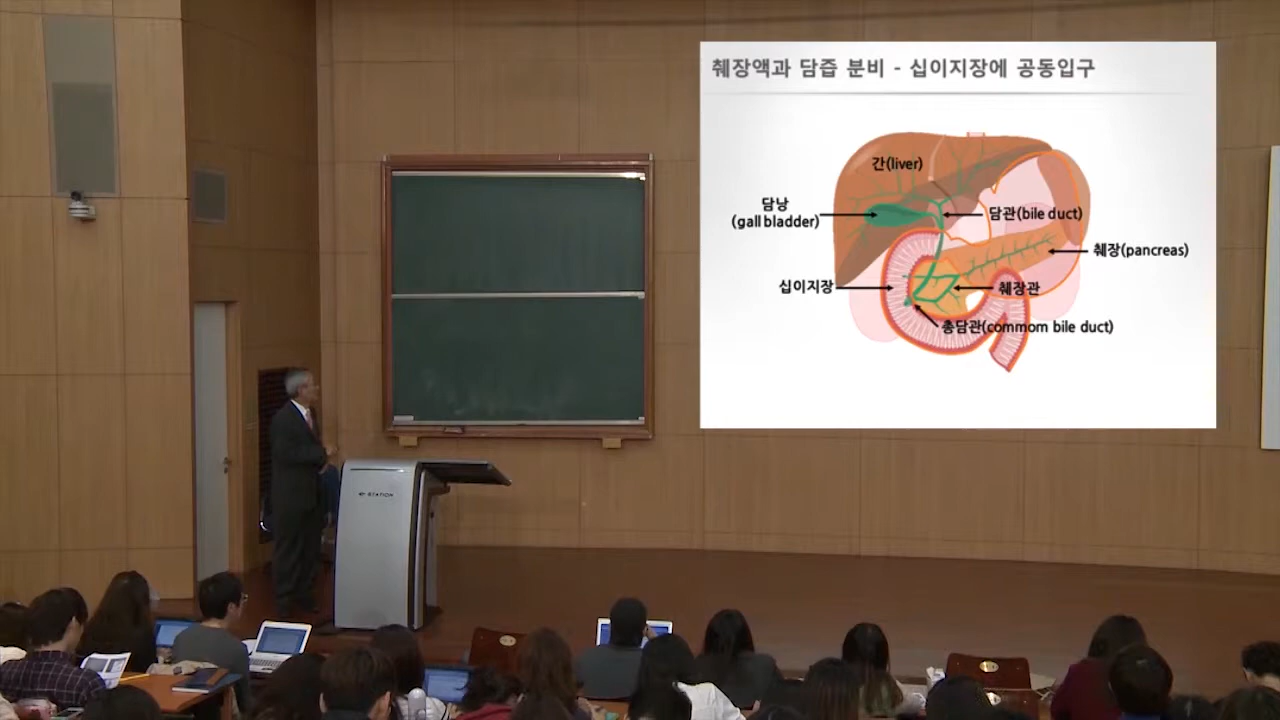 췌장액과 담즙 분비 - 십이지장에 공동입구
간(liver)
담낭
(gall bladder)
담관(bile duct)
췌장(pancreas)
십이지장
췌장관
총담관(commom bile duct)